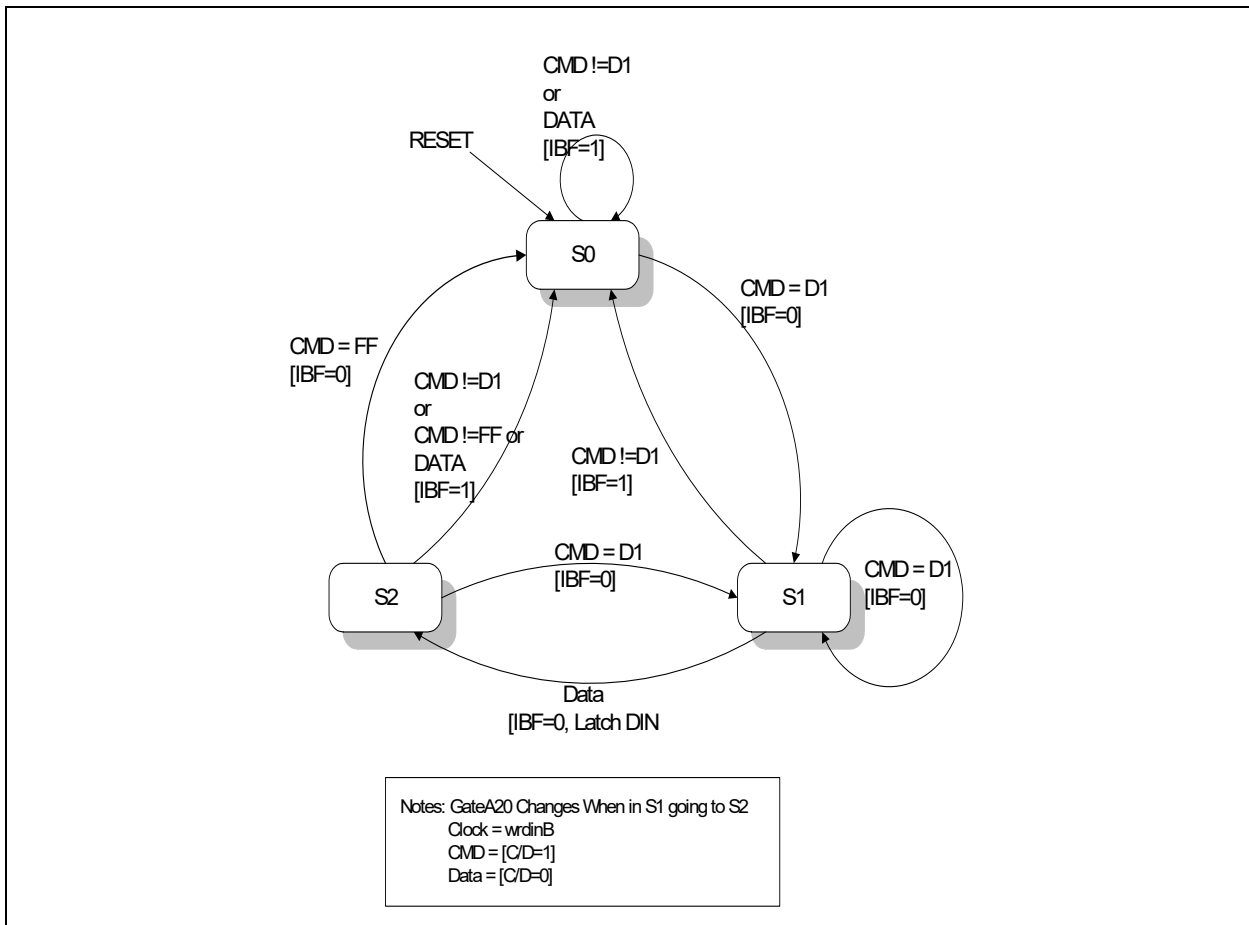 CMD !=D1
or
DATA
[IBF=1]
RESET
S0
CMD = D1
[IBF=0]
CMD = FF
[IBF=0]
CMD !=D1
or
CMD !=FF or
DATA
[IBF=1]
CMD !=D1
[IBF=1]
CMD = D1
[IBF=0]
CMD = D1
[IBF=0]
S2
S1
Data
[IBF=0, Latch DIN
Notes: GateA20 Changes When in S1 going to S2
Clock = wrdinB
CMD = [C/D=1]
Data = [C/D=0]